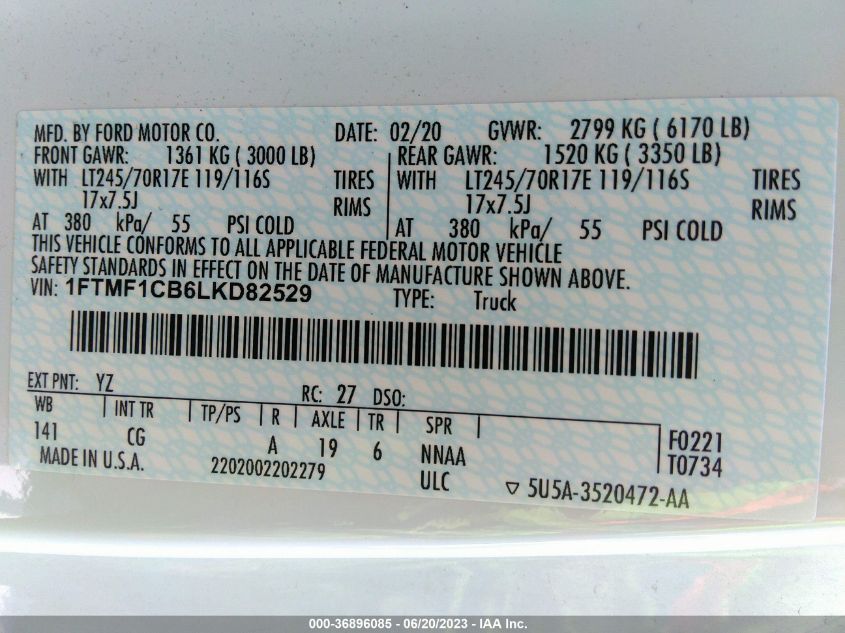 MFD. BY FORD MOTOR CO. DATE: 02/20 GVWR: 2799 KG ( 6170 LB)
FRONT GAWR: 1361 KG ( 3000 LB) REAR GAWR: 1520 KG ( 3350 LB)
WITH LT245/70R17E 119/116S TIRES WITH LT245/70R17E 119/116S TIRES
17x7.5J RIMS 17x7.5J RIMS
AT 380 kPa/ 55 PSI COLD AT 380 kPa/ 55 PSI COLD
THIS VEHICLE CONFORMS TO ALL APPLICABLE FEDERAL MOTOR VEHICLE
SAFETY STANDARDS IN EFFECT ON THE DATE OF MANUFACTURE SHOWN ABOVE.
VIN: 1FTMF1CB6LKD82529 TYPE: Truck
EXT PNT: YZ RC: 27 DSO:
WB INT TR TP/PS R AXLE TR SPR
141 CG A 19 6 NNAA F0221
MADE IN U.S.A. 2202002202279 ULC T0734
▽ 5U5A-3520472-AA
000-36896085 - 06/20/2023 - IAA Inc.